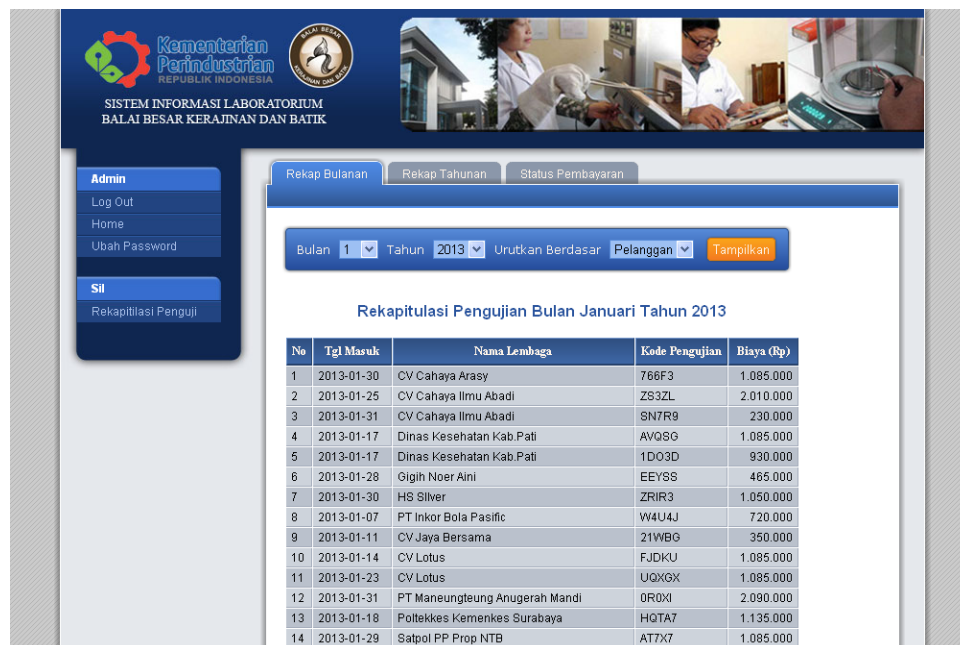 Kementerian
Perindustrian
REPUBLIK INDONESIA
BALAI BESAR
KERAJINAN DAN BATIK
SISTEM INFORMASI LABORATORIUM
BALAI BESAR KERAJINAN DAN BATIK
Admin
Log Out
Home
Ubah Password
Sil
Rekapitilasi Penguji
Rekap Bulanan Rekap Tahunan Status Pembayaran
Bulan 1 Tahun 2013 Urutkan Berdasar Pelanggan Tampilkan
Rekapitulasi Pengujian Bulan Januari Tahun 2013
No Tgl Masuk Nama Lembaga Kode Pengujian Biaya (Rp)
1 2013-01-30 CV Cahaya Arasy 766F3 1.085.000
2 2013-01-25 CV Cahaya Ilmu Abadi ZS3ZL 2.010.000
3 2013-01-31 CV Cahaya Ilmu Abadi SN7R9 230.000
4 2013-01-17 Dinas Kesehatan Kab.Pati AVQSG 1.085.000
5 2013-01-17 Dinas Kesehatan Kab.Pati 1DO3D 930.000
6 2013-01-28 Gigih Noer Aini EEYSS 465.000
7 2013-01-30 HS Silver ZRIR3 1.050.000
8 2013-01-07 PT Inkor Bola Pasific W4U4J 720.000
9 2013-01-11 CV Jaya Bersama 21WBG 350.000
10 2013-01-14 CV Lotus FJDKU 1.085.000
11 2013-01-23 CV Lotus UQXGX 1.085.000
12 2013-01-31 PT Maneungteung Anugerah Mandi 0R0XI 2.090.000
13 2013-01-18 Poltekkes Kemenkes Surabaya HQTA7 1.135.000
14 2013-01-29 Satpol PP Prop NTB AT7X7 1.085.000